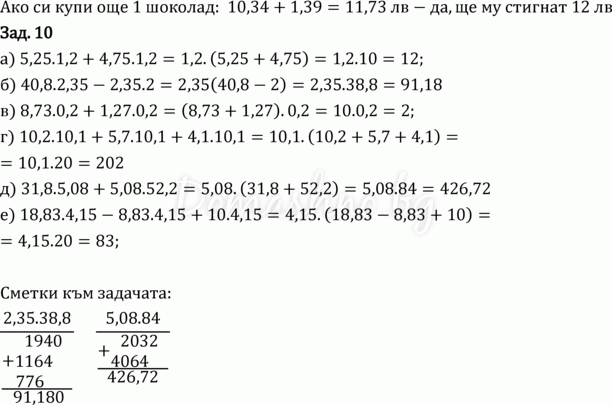 Ако си купи още 1 шоколад: 10,34 + 1,39 = 11,73 лв − да, ще му стигнат 12 лв
Зад. 10
а) 5,25.1,2 + 4,75.1,2 = 1,2. (5,25 + 4,75) = 1,2.10 = 12;
б) 40,8.2,35 − 2,35.2 = 2,35(40,8 − 2) = 2,35.38,8 = 91,18
в) 8,73.0,2 + 1,27.0,2 = (8,73 + 1,27). 0,2 = 10.0,2 = 2;
г) 10,2.10,1 + 5,7.10,1 + 4,1.10,1 = 10,1. (10,2 + 5,7 + 4,1) =
= 10,1.20 = 202
д) 31,8.5,08 + 5,08.52,2 = 5,08. (31,8 + 52,2) = 5,08.84 = 426,72
е) 18,83.4,15 − 8,83.4,15 + 10.4,15 = 4,15. (18,83 − 8,83 + 10) =
= 4,15.20 = 83;
Domashno.bg
Сметки към задачата:
2,35.38,8
1940
+1164
776
91,180
5,08.84
2032
+
4064
426,72